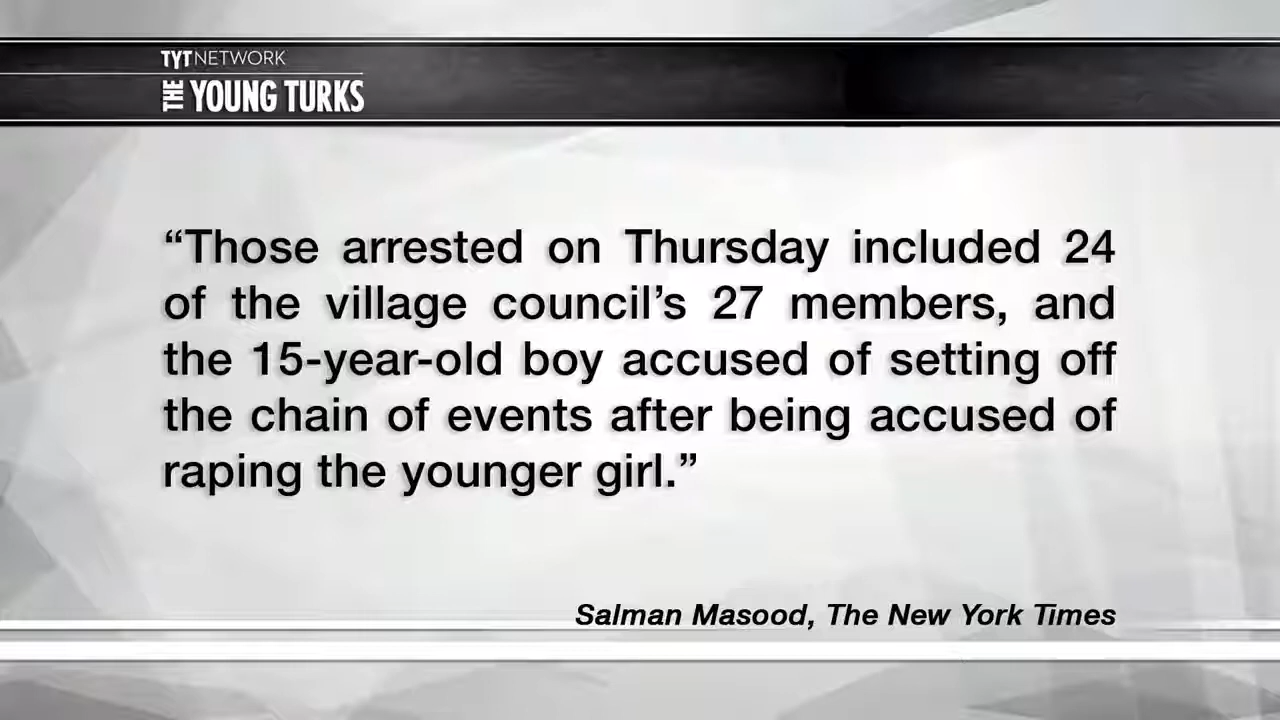 TYT NETWORK
THE YOUNG TURKS
“Those arrested on Thursday included 24
of the village council’s 27 members, and
the 15-year-old boy accused of setting off
the chain of events after being accused of
raping the younger girl.”
Salman Masood, The New York Times